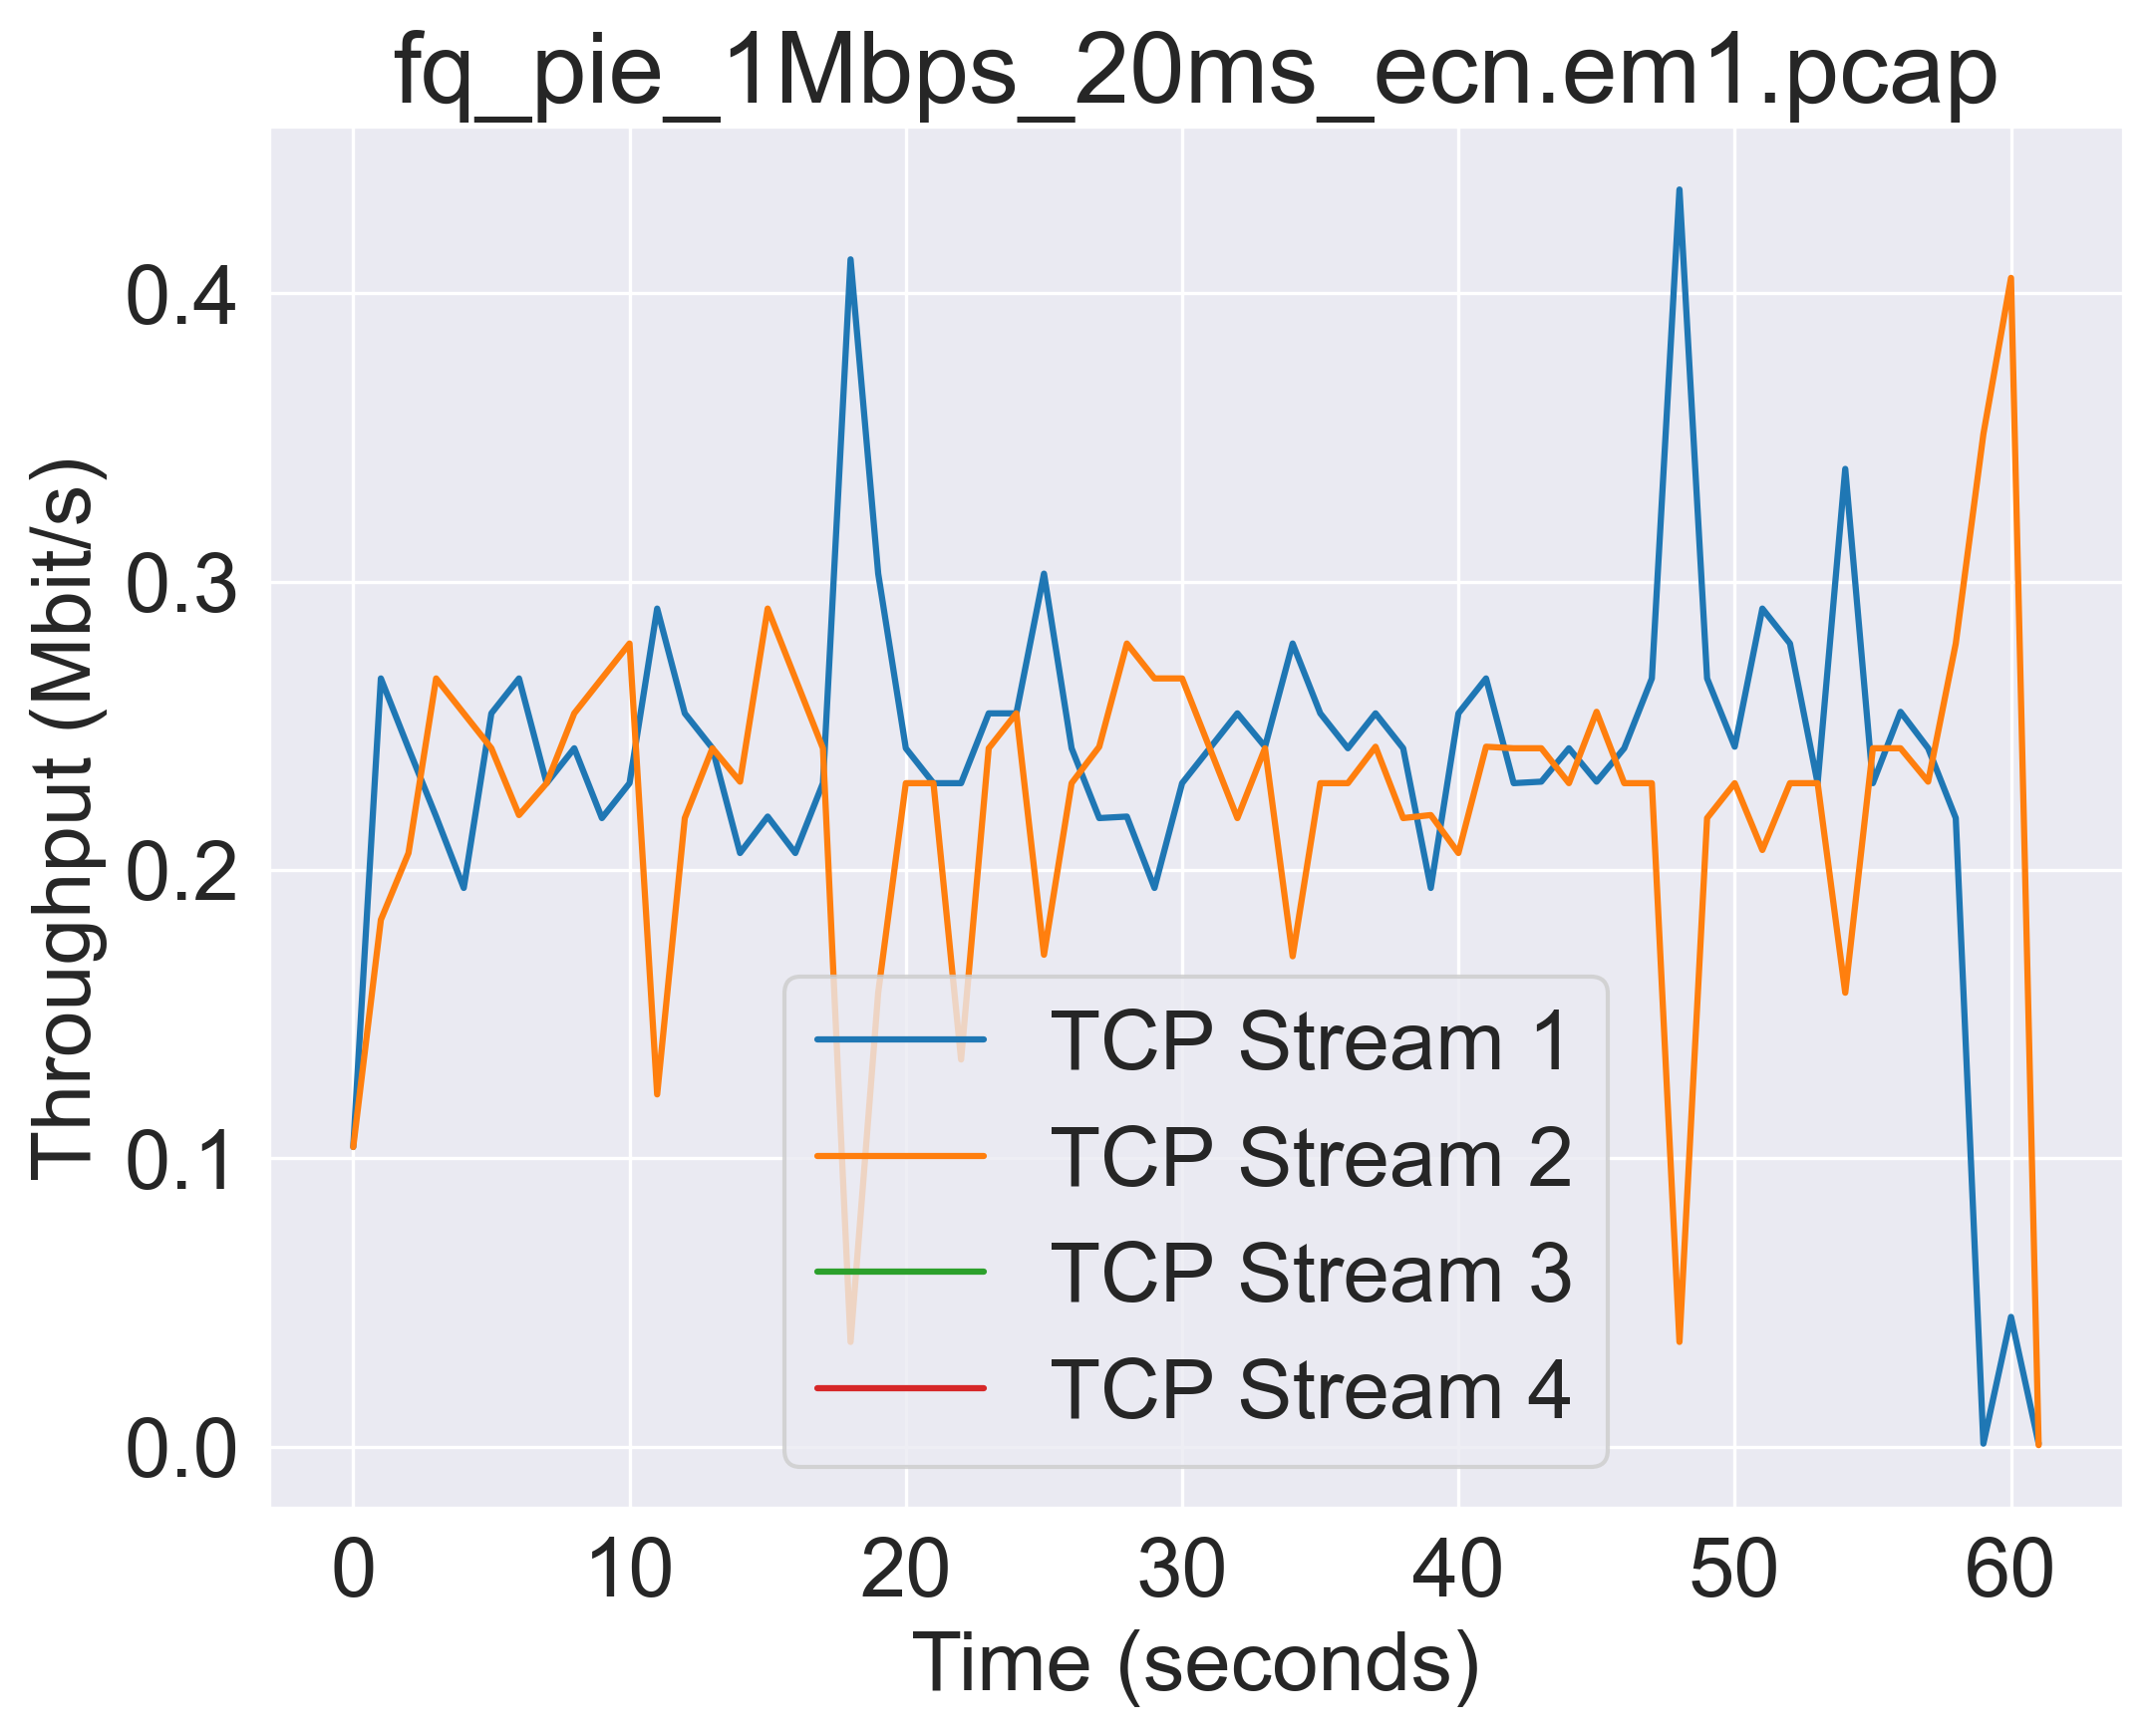 fq_pie_1Mbps_20ms_ecn.em1.pcap
Throughput (Mbit/s)
0.4
0.3
0.2
0.1
0.0
TCP Stream 1
TCP Stream 2
TCP Stream 3
TCP Stream 4
0 10 20 30 40 50 60
Time (seconds)